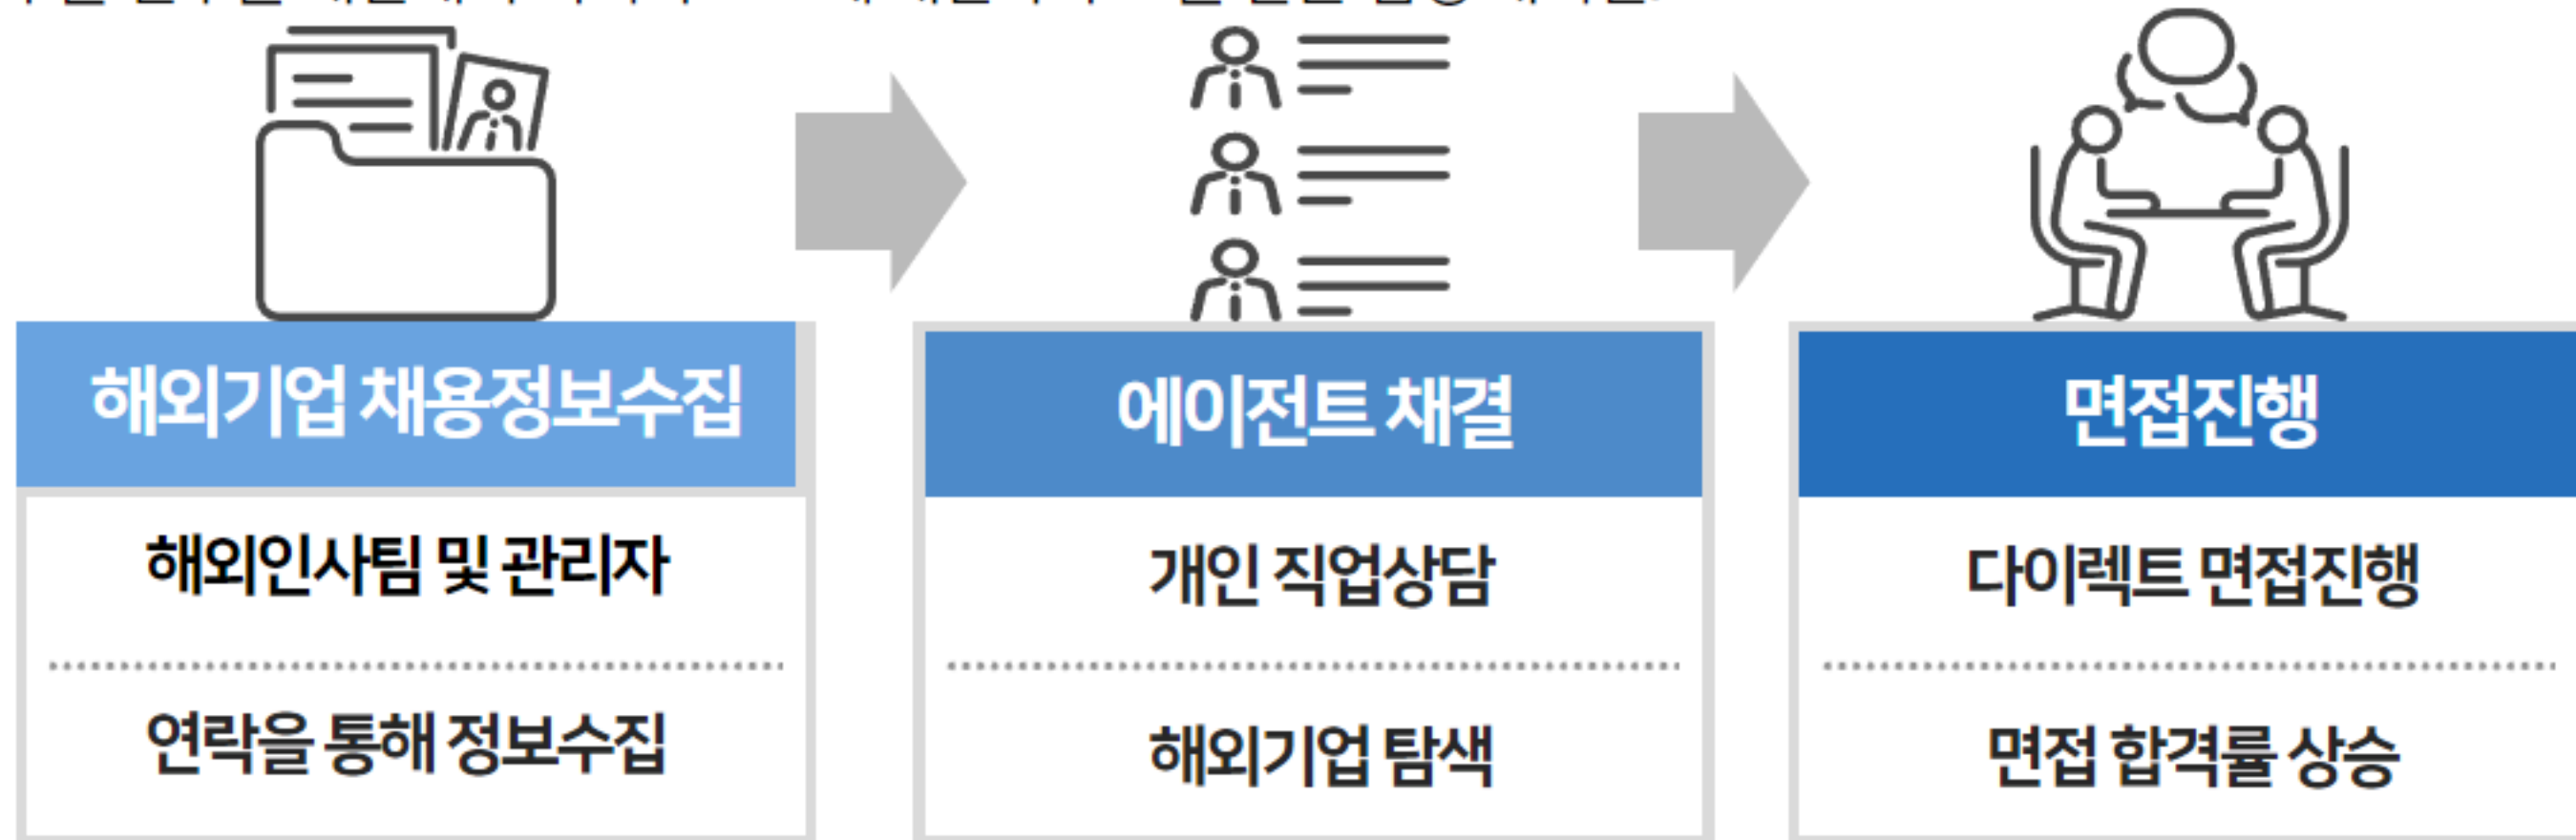 해외기업 채용정보수집
해외인사팀 및 관리자
연락을 통해 정보수집
에이전트 채결
개인 직업상담
해외기업 탐색
면접진행
다이렉트 면접진행
면접 합격률 상승